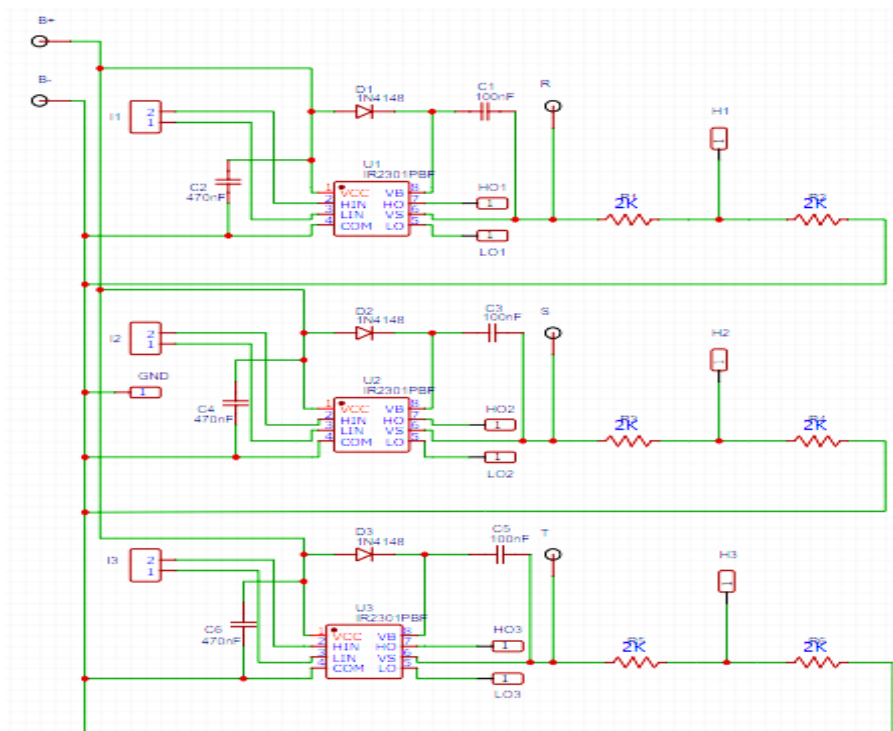 B+
B-
I1
2
1
D1
1N4148
C1
100nF
R
H1
1
C2
470nF
U1
IR2301PBF
1 VCC VB 8
2 HIN HO 7
3 LIN VS 6
4 COM LO 5
HO1
1
1
LO1
R1
2K
R2
2K
I2
2
1
D2
1N4148
C3
100nF
S
H2
1
GND
1
C4
470nF
U2
IR2301PBF
1 VCC VB 8
2 HIN HO 7
3 LIN VS 6
4 COM LO 5
HO2
1
1
LO2
R3
2K
R4
2K
I3
2
1
D3
1N4148
C5
100nF
T
H3
1
C6
470nF
U3
IR2301PBF
1 VCC VB 8
2 HIN HO 7
3 LIN VS 6
4 COM LO 5
HO3
1
1
LO3
R5
2K
R6
2K